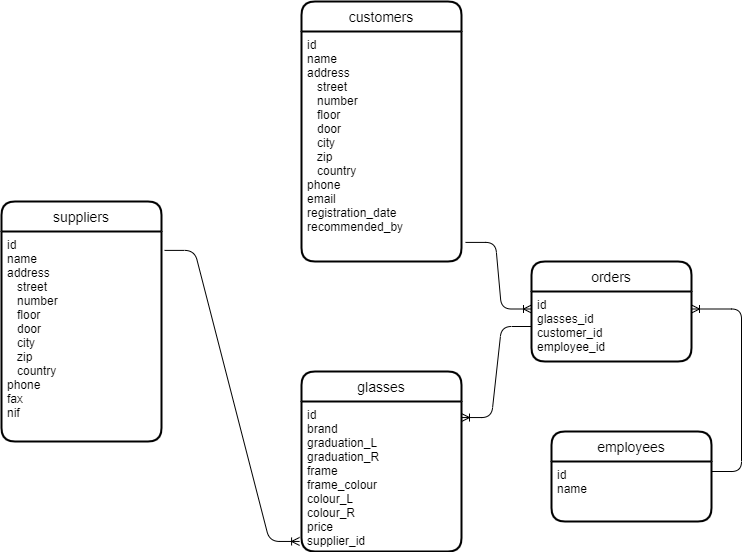 customers
id
name
address
street
number
floor
door
city
zip
country
phone
email
registration_date
recommended_by
suppliers
id
name
address
street
number
floor
door
city
zip
country
phone
fax
nif
orders
id
glasses_id
customer_id
employee_id
glasses
id
brand
graduation_L
graduation_R
frame
frame_colour
colour_L
colour_R
price
supplier_id
employees
id
name